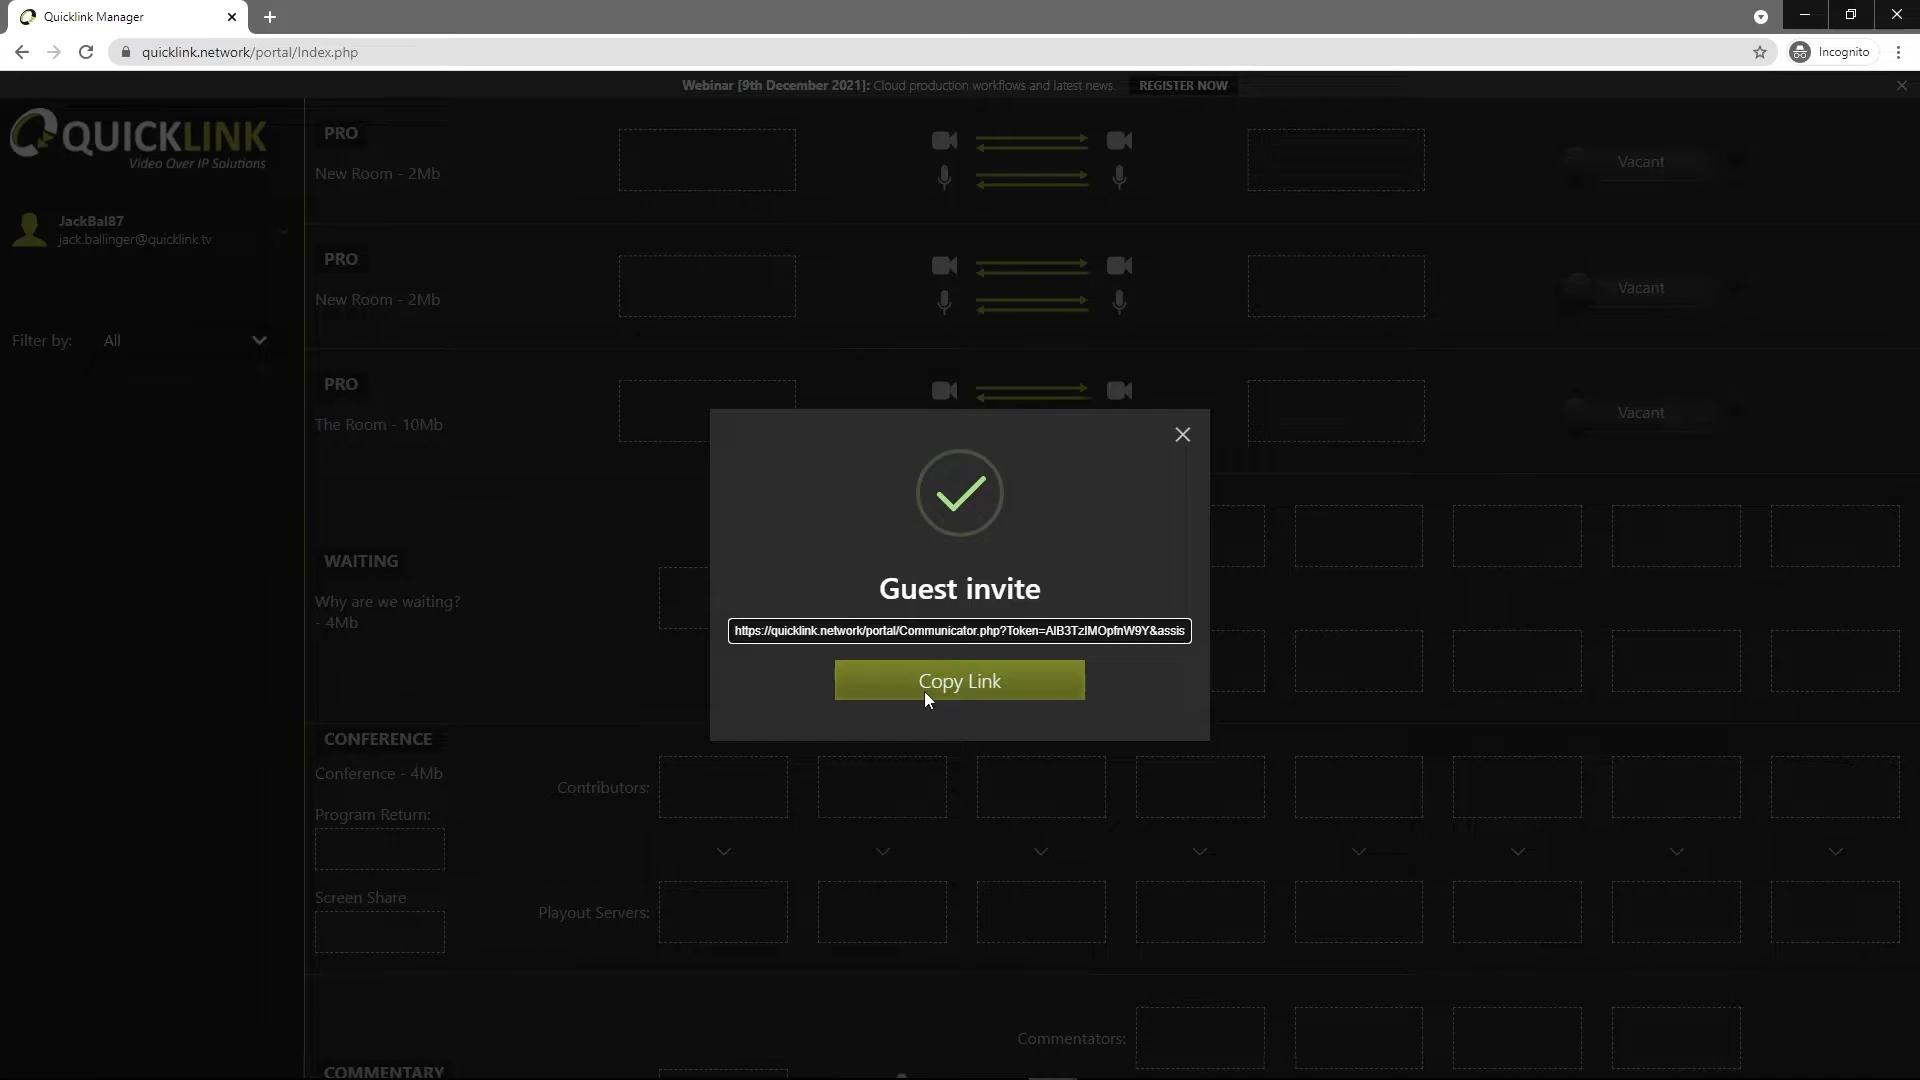 Quicklink Manager
quicklink.network/portal/Index.php
Incognito
Webinar [9th December 2021]: Cloud production workflows and latest news. REGISTER NOW
QUICKLINK
Video Over IP Solutions
JackBal87
jack.ballinger@quicklink.tv
Filter by: All
PRO
New Room - 2Mb
Vacant
PRO
New Room - 2Mb
Vacant
PRO
The Room - 10Mb
Vacant
WAITING
Why are we waiting?
- 4Mb
Guest invite
https://quicklink.network/portal/Communicator.php?Token=AIB3TzIMOpfnW9Y&assis
Copy Link
CONFERENCE
Conference - 4Mb
Contributors:
Program Return:
Screen Share
Playout Servers:
Commentators:
COMMENTARY